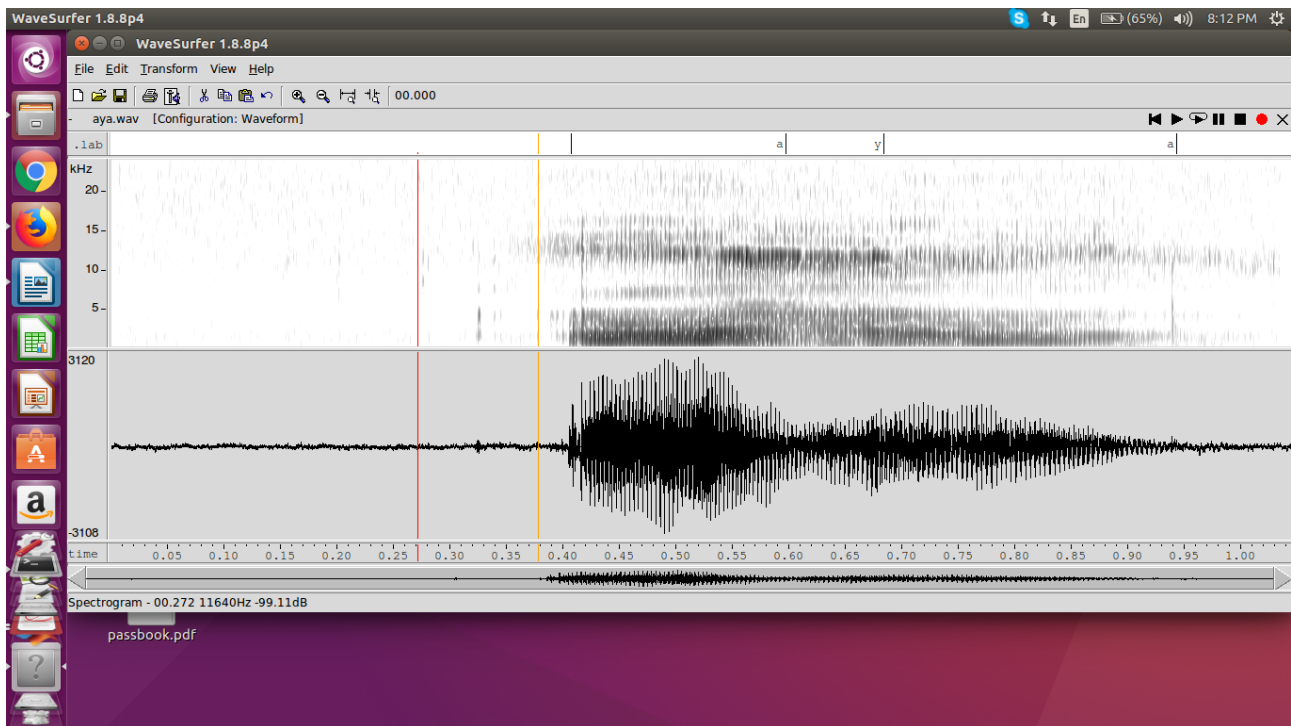 WaveSurfer 1.8.8p4 S En (65%) 8:12 PM
WaveSurfer 1.8.8p4
File Edit Transform View Help
00.000
- aya.wav [Configuration: Waveform]
.lab a y a
kHz
20
15
10
5
3120
-3108
time 0.05 0.10 0.15 0.20 0.25 0.30 0.35 0.40 0.45 0.50 0.55 0.60 0.65 0.70 0.75 0.80 0.85 0.90 0.95 1.00
Spectrogram - 00.272 11640Hz -99.11dB
passbook.pdf